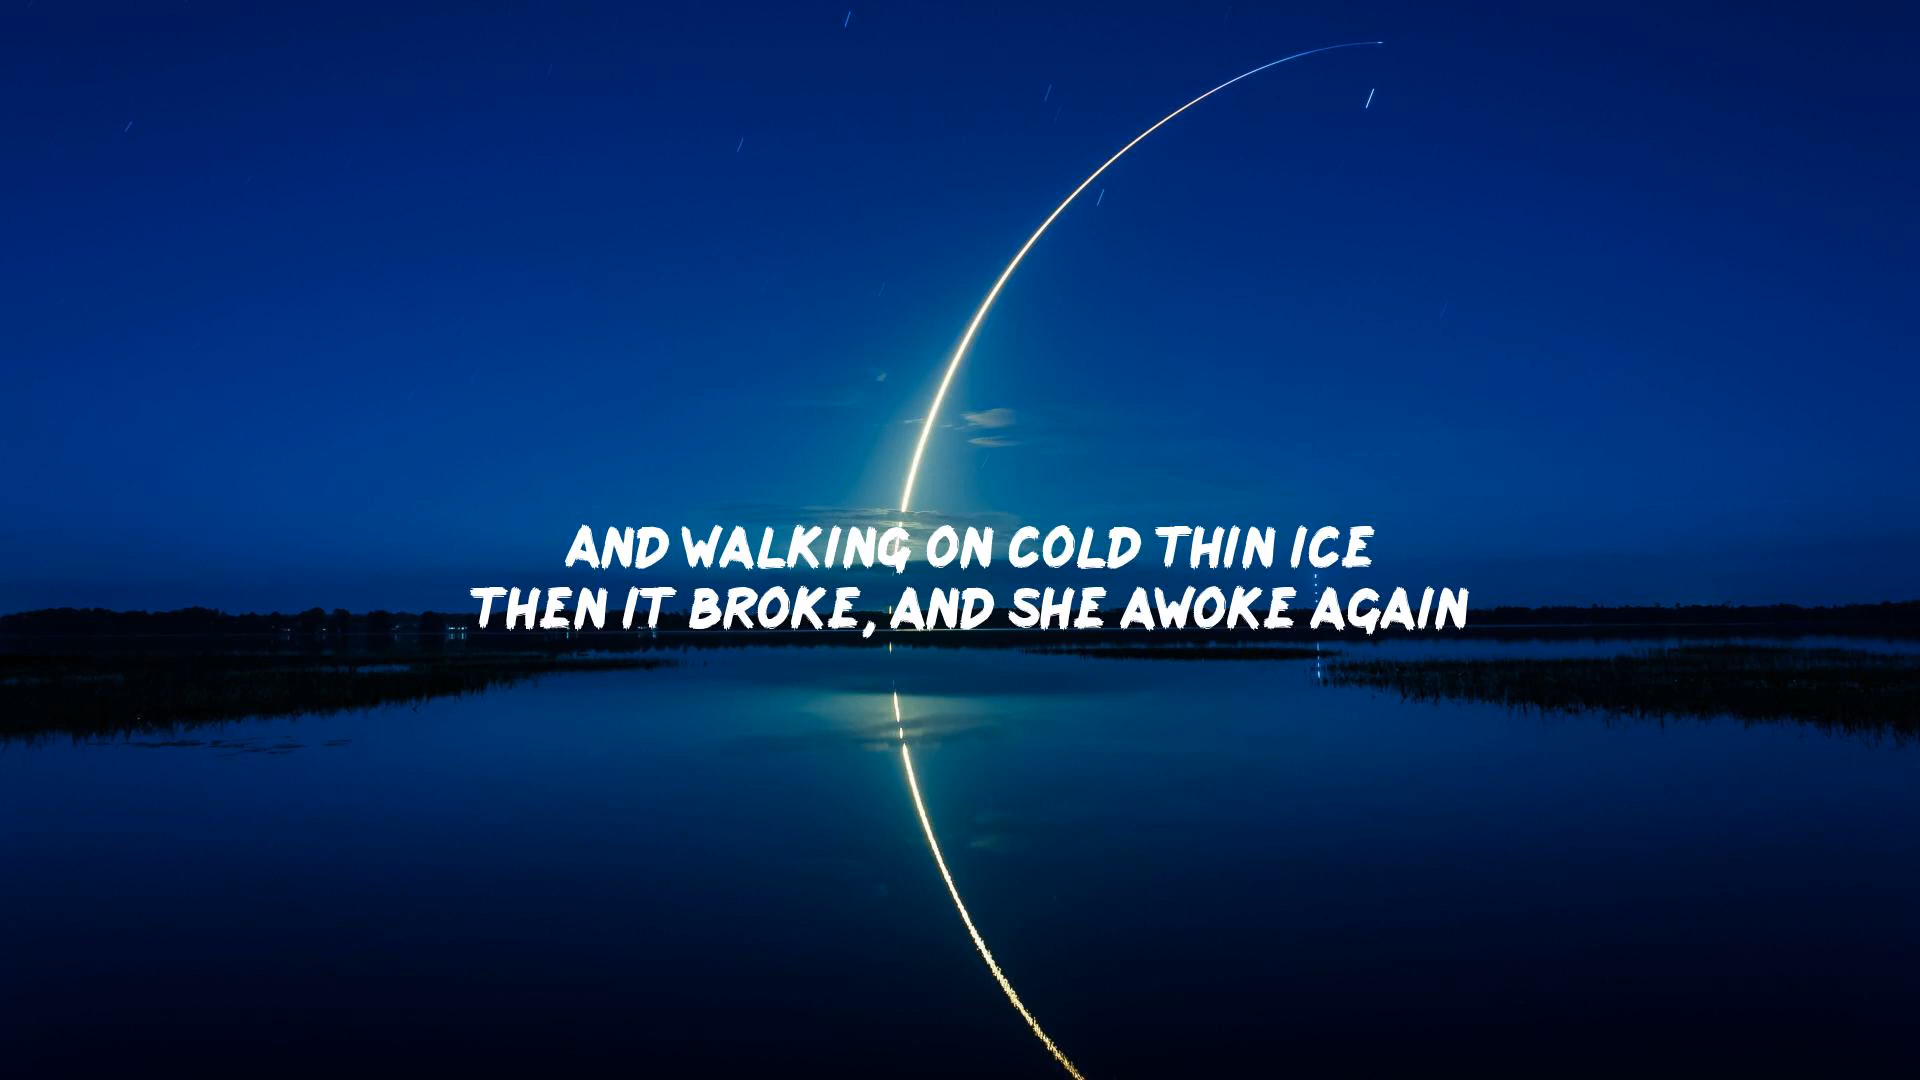 AND WALKING ON COLD THIN ICE
THEN IT BROKE, AND SHE AWOKE AGAIN